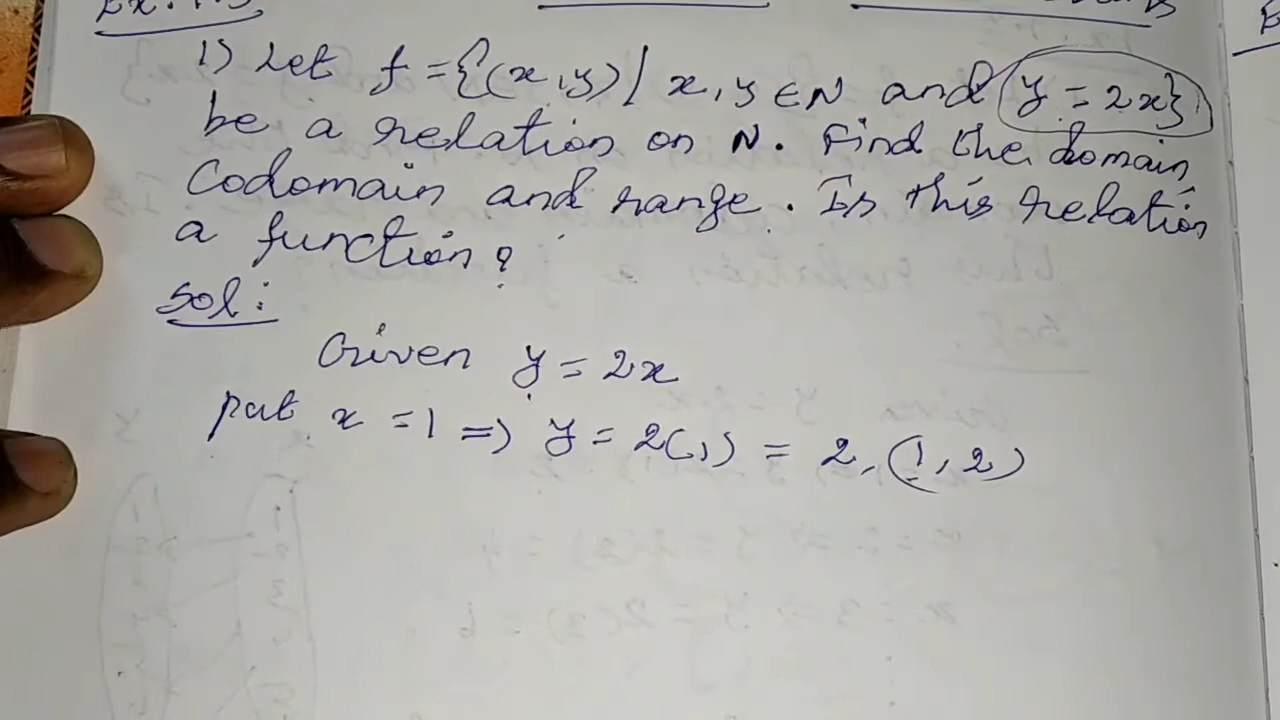 1) Let f = {(x,y) / x,y ∈ N and y = 2x}
be a relation on N. Find the domain
Codomain and range. Is this relation
a function?
Sol:
Given y = 2x
put x = 1 => y = 2(1) = 2, (1,2)